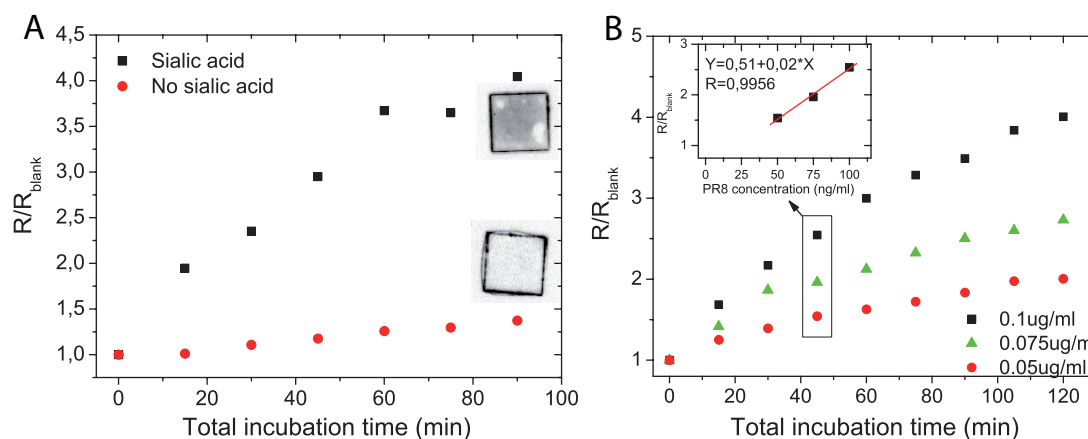 A
4,5
4,0
3,5
3,0
2,5
2,0
1,5
1,0
R/R_blank
Sialic acid
No sialic acid
0 20 40 60 80 100
Total incubation time (min)
B
5
4
3
2
1
R/R_blank
3
2
1
R/R_blank
Y=0,51+0,02*X
R=0,9956
0 25 50 75 100
PR8 concentration (ng/ml)
0.1ug/ml
0.075ug/m
0.05ug/ml
0 20 40 60 80 100 120
Total incubation time (min)